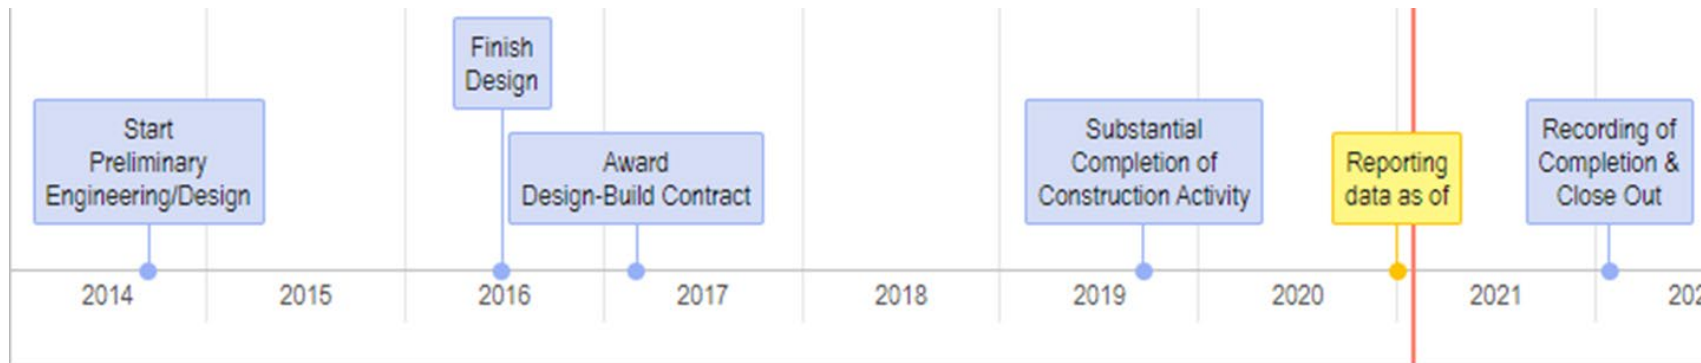 Finish
Design
Start
Preliminary
Engineering/Design
Award
Design-Build Contract
Substantial
Completion of
Construction Activity
Reporting
data as of
Recording of
Completion &
Close Out
2014 2015 2016 2017 2018 2019 2020 2021 202